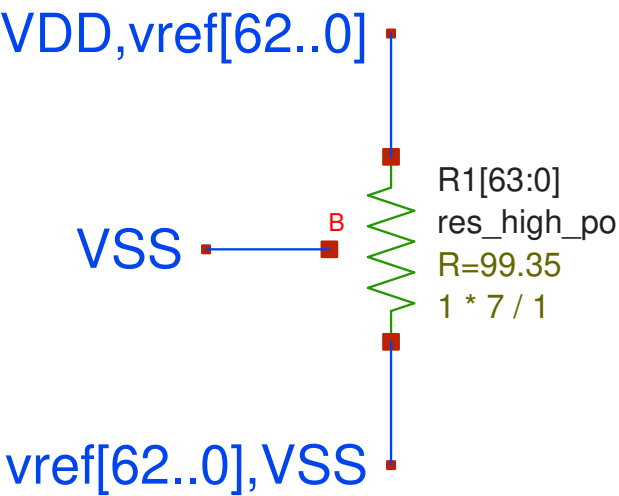 VDD,vref[62..0]
R1[63:0]
B
res_high_po
VSS
R=99.35
1 * 7 / 1
vref[62..0],VSS